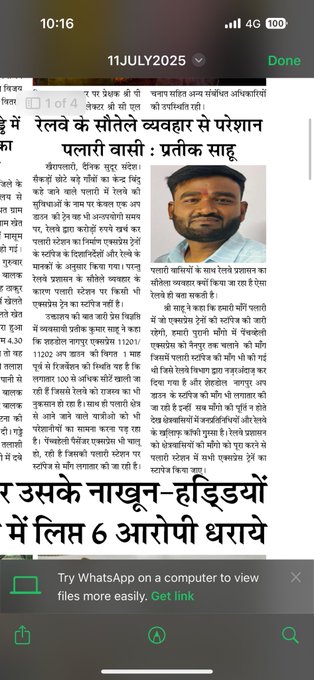 10:16
4G 100
11JULY2025
Done
1 of 4
पर प्रेक्षक श्री पी
लेक्टर श्री सी एल
चनाप सहित अन्य संबंधित अधिकारियों
की उपस्थिति रही।
रेलवे के सौतेले व्यवहार से परेशान
पलारी वासी : प्रतीक साहू
खैरापलारी, दैनिक सुदूर संदेश।
सैकड़ों छोटे बड़े गाँवों का केन्द्र बिंदु
कहे जाने वाले पलारी में रेलवे की
सुविधाओं के नाम पर केवल एक अप
डाउन की ट्रेन वह भी अनउपयोगी समय
पर, रेलवे द्वारा करोड़ों रुपये खर्च कर
पलारी स्टेशन का निर्माण एक्सप्रेस ट्रेनों
के स्टॉपेज के दिशानिर्देशों और रेल्वे के
मानकों के अनुसार किया गया। परन्तु
रेलवे प्रशासन के सौतेले व्यवहार के
कारण पलारी स्टेशन पर किसी भी
एक्सप्रेस ट्रेन का स्टॉपेज नहीं है।
उक्ताशय की बात जारी प्रेस विज्ञप्ति
में व्यवसायी प्रतीक कुमार साहू ने कहा
कि शहडोल नागपुर एक्सप्रेस 11201/
11202 अप डाउन की विगत 1 माह
पूर्व से रिजर्वेशन की स्थिति यह है कि
लगातार 100 से अधिक सीटें खाली जा
रही हैं जिससे रेलवे को राजस्व का भी
नुकसान हो रहा है। साथ ही पलारी क्षेत्र
से आने जाने वाले यात्रीओ को भी
परेशानीयों का सामना करना पड़ रहा
है। पेंचव्हेली पैसेंजर एक्सप्रेस भी चालू
हो, रही है जिसकी पलारी स्टेशन पर
स्टॉपेज से माँग लगातार की जा रही है।
पलारी वासियों के साथ रेलवे प्रशासन का
सौतेला व्यवहार क्यों किया जा रहा है ऐसा
रेलवे ही बता सकती है।
श्री साहू ने कहा कि हमारी माँगें पलारी
में जो एक्सप्रेस ट्रेनों की स्टॉपेज की जारी
रहेगी, हमारी पुरानी माँगो में पेंचव्हेली
एक्सप्रेस को नैनपुर तक चलाने की माँग
जिसमें पलारी स्टॉपेज की माँग भी की गई
थी जिसे रेलवे विभाग द्वारा नज़रअंदाज़ कर
दिया गया है और शेहडोल नागपुर अप
डाउन के स्टॉपेज की माँग भी लगातार की
जा रही है इन्हीं सब माँगो की पूर्ति न होते
देख क्षेत्रवासियों में जनप्रतिनिधियों और रेलवे
के खिलाफ़ काँफी गुस्सा है। रेलवे प्रशासन
को क्षेत्रवासियों की माँगो को पूरा करने से
पलारी स्टेशन में सभी एक्सप्रेस ट्रेनें का
स्टॉपेज किया जाए।
र उसके नाखून-हड्डियों
में लिप्त 6 आरोपी धराये
Try WhatsApp on a computer to view
files more easily. Get link